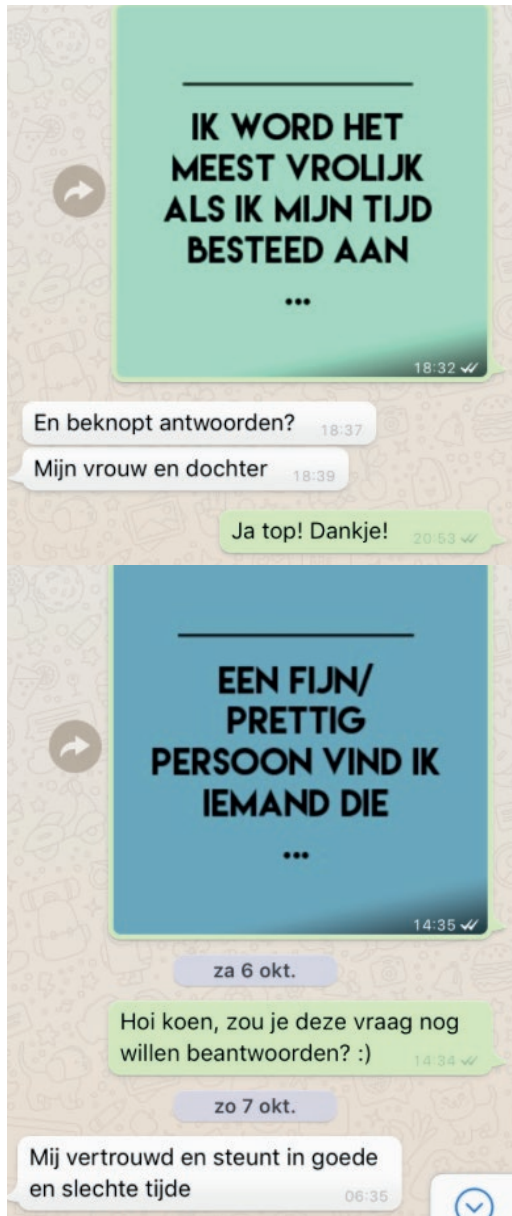 IK WORD HET
MEEST VROLIJK
ALS IK MIJN TIJD
BESTEED AAN
...
18:32
En beknopt antwoorden? 18:37
Mijn vrouw en dochter 18:39
Ja top! Dankje! 20:53
EEN FIJN/
PRETTIG
PERSOON VIND IK
IEMAND DIE
...
14:35
za 6 okt.
Hoi koen, zou je deze vraag nog
willen beantwoorden? :) 14:34
zo 7 okt.
Mij vertrouwd en steunt in goede
en slechte tijde 06:35